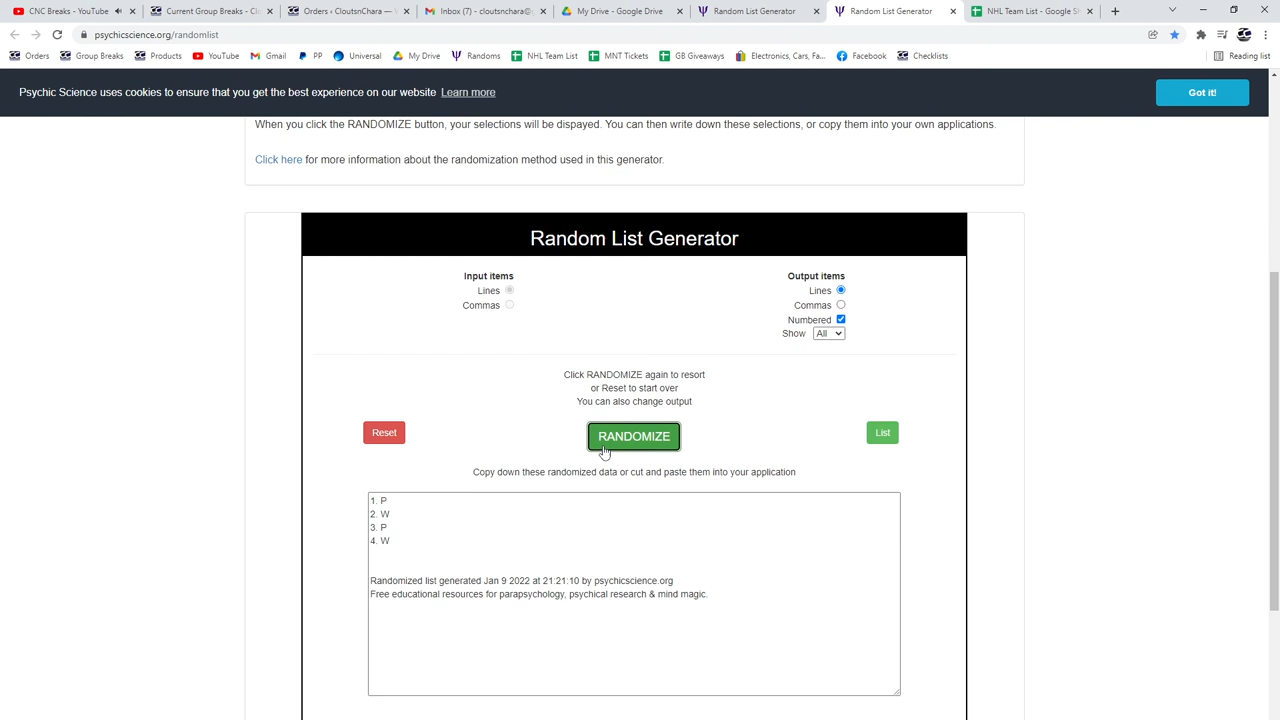 CNC Breaks - YouTube
Current Group Breaks - Cl
Orders ‹ CloutsnChara — W
Inbox (7) - cloutsnchara@g
My Drive - Google Drive
Random List Generator
Random List Generator
NHL Team List - Google Sh
psychicscience.org/randomlist
Orders
Group Breaks
Products
YouTube
Gmail
PP
Universal
My Drive
Randoms
NHL Team List
MNT Tickets
GB Giveaways
Electronics, Cars, Fa...
Facebook
Checklists
Reading list
Psychic Science uses cookies to ensure that you get the best experience on our website Learn more
Got it!
When you click the RANDOMIZE button, your selections will be dispayed. You can then write down these selections, or copy them into your own applications.
Click here for more information about the randomization method used in this generator.
Random List Generator
Input items
Lines
Commas
Output items
Lines
Commas
Numbered
Show All
Click RANDOMIZE again to resort
or Reset to start over
You can also change output
Reset
RANDOMIZE
List
Copy down these randomized data or cut and paste them into your application
1. P
2. W
3. P
4. W
Randomized list generated Jan 9 2022 at 21:21:10 by psychicscience.org
Free educational resources for parapsychology, psychical research & mind magic.